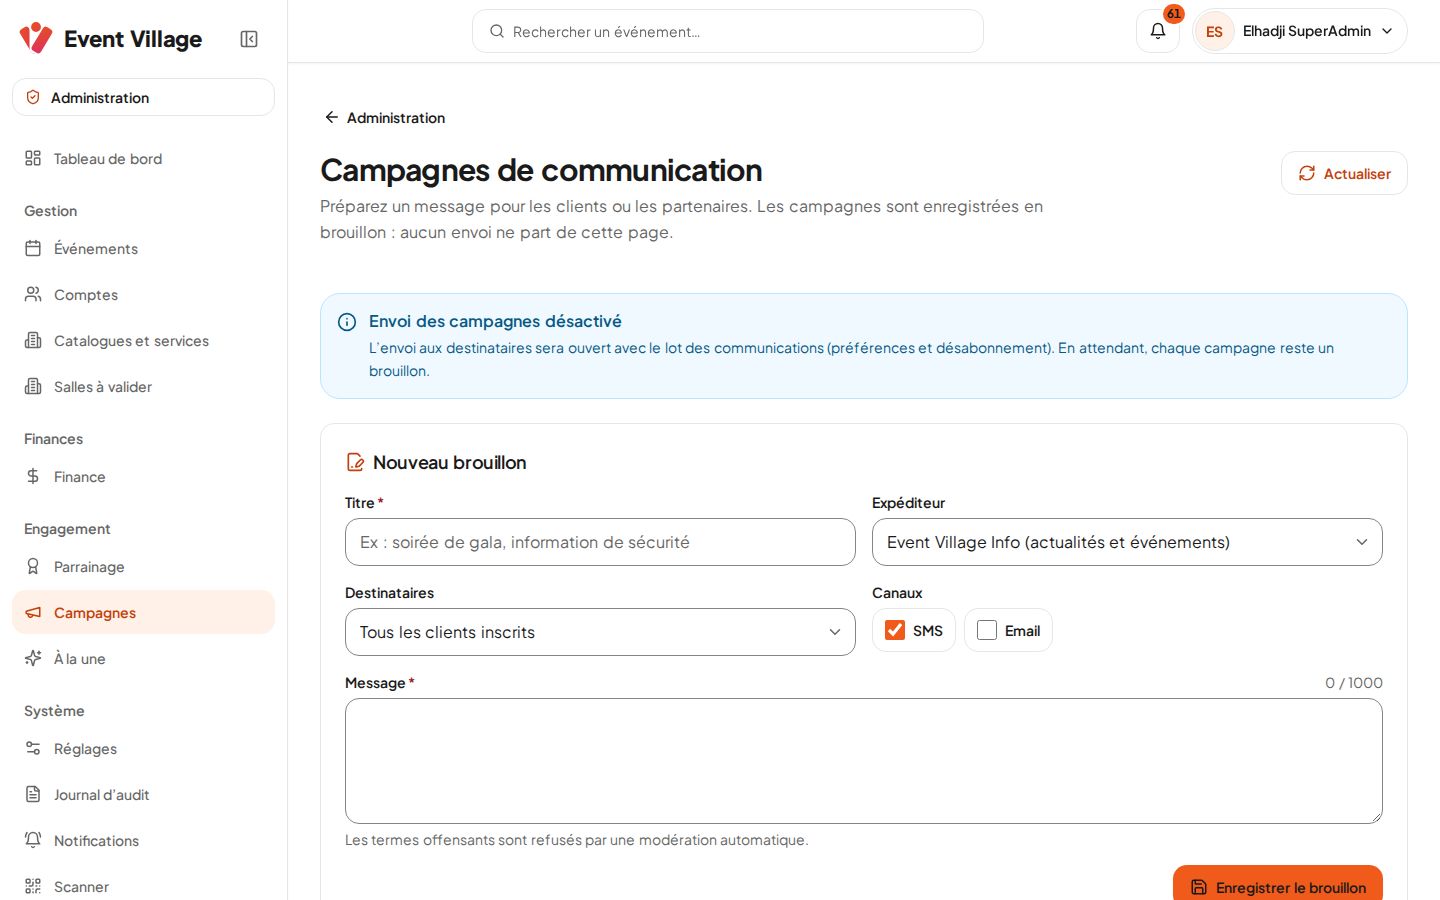 Event Village
Rechercher un événement…
61
ES
Elhadji SuperAdmin
Administration
Tableau de bord
Gestion
Événements
Comptes
Catalogues et services
Salles à valider
Finances
Finance
Engagement
Parrainage
Campagnes
À la une
Système
Réglages
Journal d’audit
Notifications
Scanner
Administration
Campagnes de communication
Actualiser
Préparez un message pour les clients ou les partenaires. Les campagnes sont enregistrées en
brouillon : aucun envoi ne part de cette page.
Envoi des campagnes désactivé
L’envoi aux destinataires sera ouvert avec le lot des communications (préférences et désabonnement). En attendant, chaque campagne reste un
brouillon.
Nouveau brouillon
Titre *
Ex : soirée de gala, information de sécurité
Expéditeur
Event Village Info (actualités et événements)
Destinataires
Tous les clients inscrits
Canaux
SMS
Email
Message *
0 / 1000
Les termes offensants sont refusés par une modération automatique.
Enregistrer le brouillon